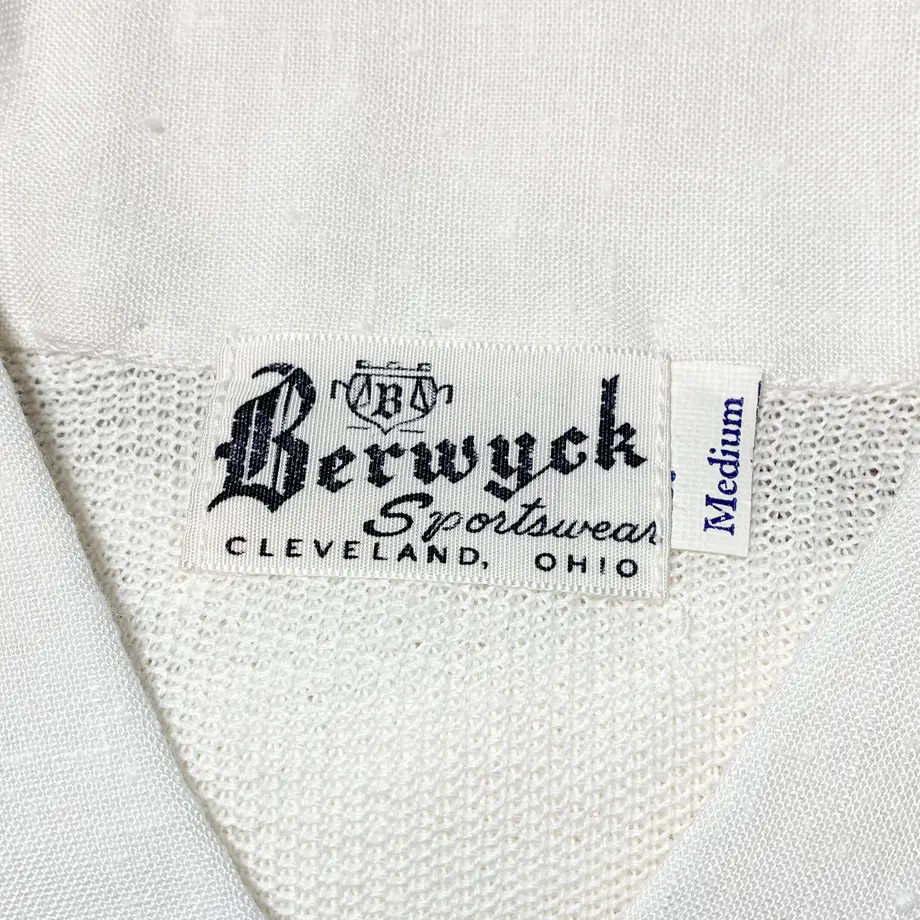 B
Berwyck
Sportswear
CLEVELAND, OHIO
Medium